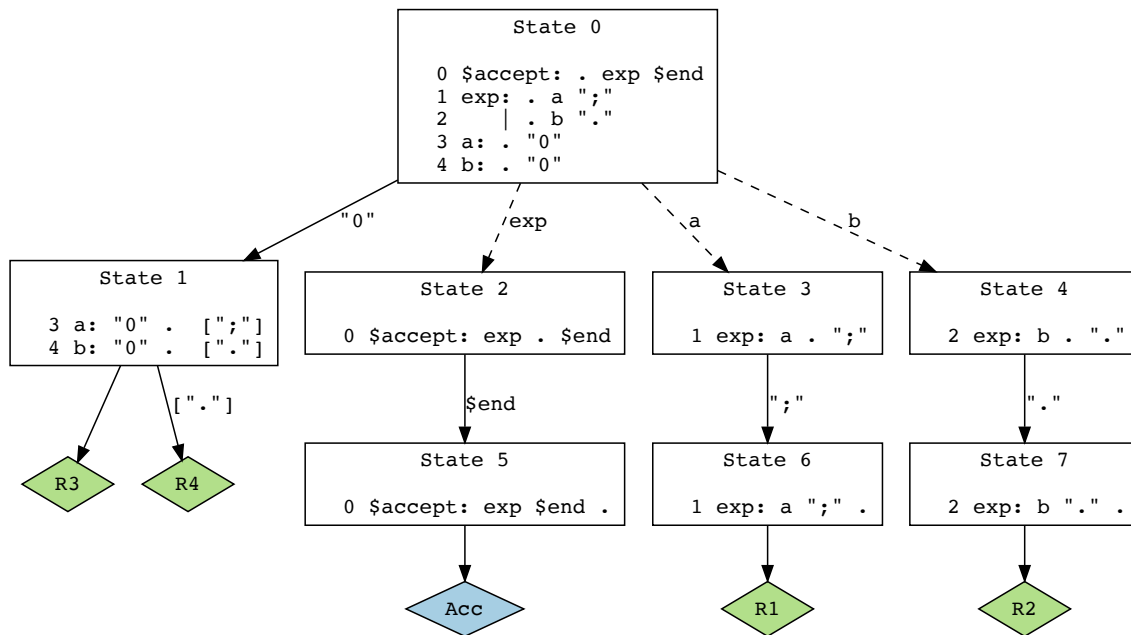 State 0
0 $accept: . exp $end
1 exp: . a ";"
2    | . b "."
3 a: . "0"
4 b: . "0"
"0"
exp
a
b
State 1
3 a: "0" .  [";"]
4 b: "0" .  ["."]
State 2
0 $accept: exp . $end
State 3
1 exp: a . ";"
State 4
2 exp: b . "."
["."]
$end
";"
"."
R3
R4
State 5
0 $accept: exp $end .
State 6
1 exp: a ";" .
State 7
2 exp: b "." .
Acc
R1
R2